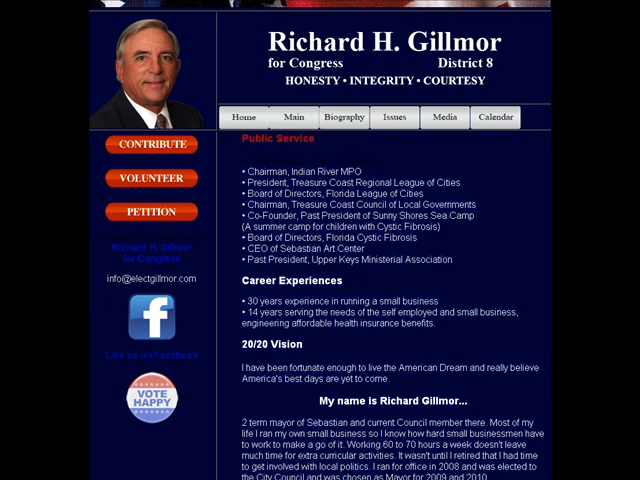 Richard H. Gillmor
for Congress District 8
HONESTY • INTEGRITY • COURTESY
Home Main Biography Issues Media Calendar
CONTRIBUTE
VOLUNTEER
PETITION
Richard H. Gillmor
for Congress
info@electgillmor.com
Like us on Facebook
VOTE
HAPPY
Public Service
• Chairman, Indian River MPO
• President, Treasure Coast Regional League of Cities
• Board of Directors, Florida League of Cities
• Chairman, Treasure Coast Council of Local Governments
• Co-Founder, Past President of Sunny Shores Sea Camp
(A summer camp for children with Cystic Fibrosis)
• Board of Directors, Florida Cystic Fibrosis
• CEO of Sebastian Art Center
• Past President, Upper Keys Ministerial Association
Career Experiences
• 30 years experience in running a small business
• 14 years serving the needs of the self employed and small business,
engineering affordable health insurance benefits.
20/20 Vision
I have been fortunate enough to live the American Dream and really believe
America's best days are yet to come.
My name is Richard Gillmor...
2 term mayor of Sebastian and current Council member there. Most of my
life I ran my own small business so I know how hard small businessmen have
to work to make a go of it. Working 60 to 70 hours a week doesn't leave
much time for extra curricular activities. It wasn't until I retired that I had time
to get involved with local politics. I ran for office in 2008 and was elected to
the City Council and was chosen as Mayor for 2009 and 2010.